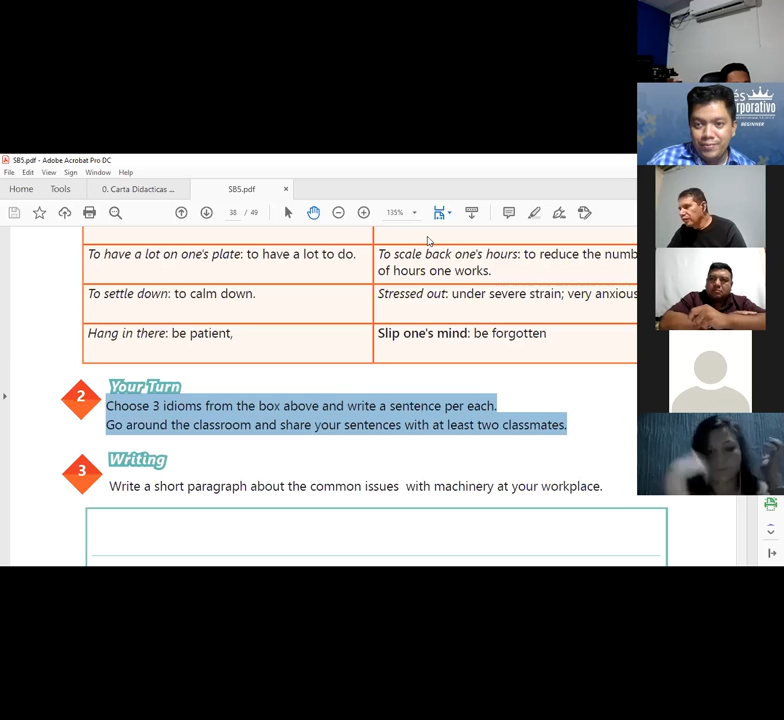 SB5.pdf - Adobe Acrobat Pro DC
File Edit View Sign Window Help
Home Tools 0. Carta Didacticas ... SB5.pdf ×
38 / 49 135%
To have a lot on one's plate: to have a lot to do.
To scale back one's hours: to reduce the numb
of hours one works.
To settle down: to calm down.
Stressed out: under severe strain; very anxious
Hang in there: be patient,
Slip one's mind: be forgotten
2 Your Turn
Choose 3 idioms from the box above and write a sentence per each.
Go around the classroom and share your sentences with at least two classmates.
3 Writing
Write a short paragraph about the common issues with machinery at your workplace.
és
orporativo
BEGINNER